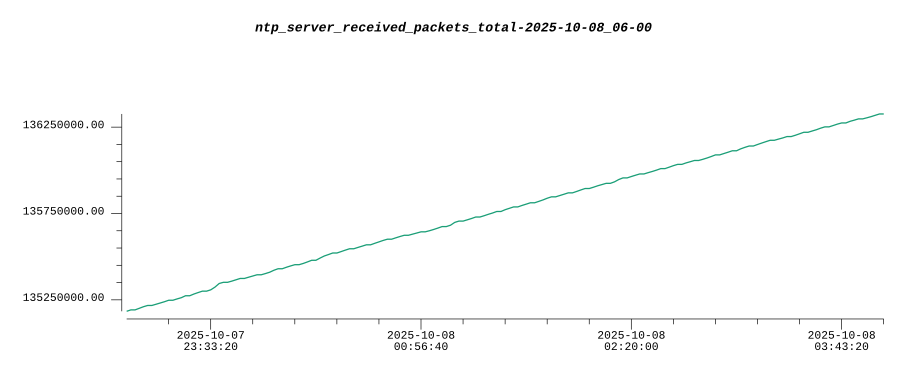 ntp_server_received_packets_total-2025-10-08_06-00
136250000.00
135750000.00
135250000.00
2025-10-07 2025-10-08 2025-10-08 2025-10-08
23:33:20 00:56:40 02:20:00 03:43:20